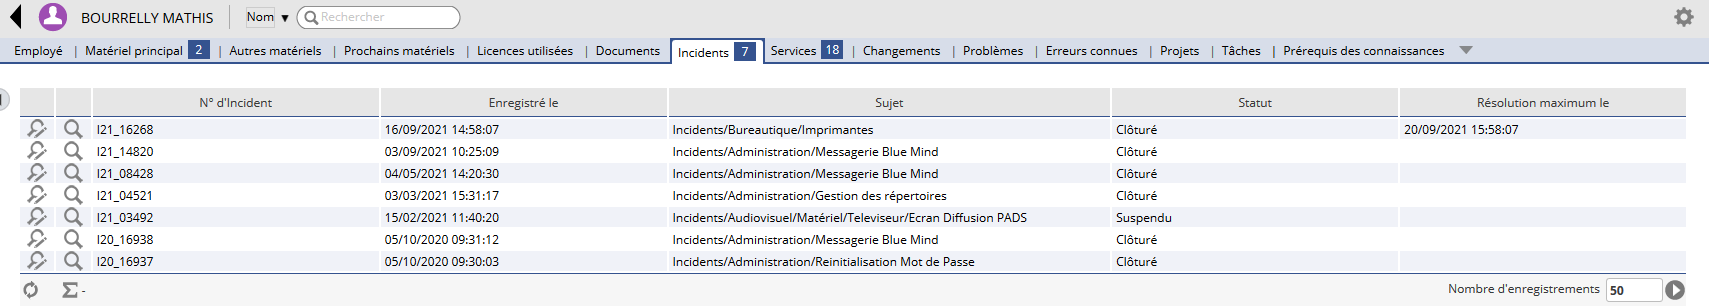 BOURRELLY MATHIS Nom ▼ Rechercher
Employé | Matériel principal 2 | Autres matériels | Prochains matériels | Licences utilisées | Documents | Incidents 7 | Services 18 | Changements | Problèmes | Erreurs connues | Projets | Tâches | Prérequis des connaissances
N° d'Incident Enregistré le Sujet Statut Résolution maximum le
I21_16268 16/09/2021 14:58:07 Incidents/Bureautique/Imprimantes Clôturé 20/09/2021 15:58:07
I21_14820 03/09/2021 10:25:09 Incidents/Administration/Messagerie Blue Mind Clôturé
I21_08428 04/05/2021 14:20:30 Incidents/Administration/Messagerie Blue Mind Clôturé
I21_04521 03/03/2021 15:31:17 Incidents/Administration/Gestion des répertoires Clôturé
I21_03492 15/02/2021 11:40:20 Incidents/Audiovisuel/Matériel/Televiseur/Ecran Diffusion PADS Suspendu
I20_16938 05/10/2020 09:31:12 Incidents/Administration/Messagerie Blue Mind Clôturé
I20_16937 05/10/2020 09:30:03 Incidents/Administration/Reinitialisation Mot de Passe Clôturé
Σ - Nombre d'enregistrements 50